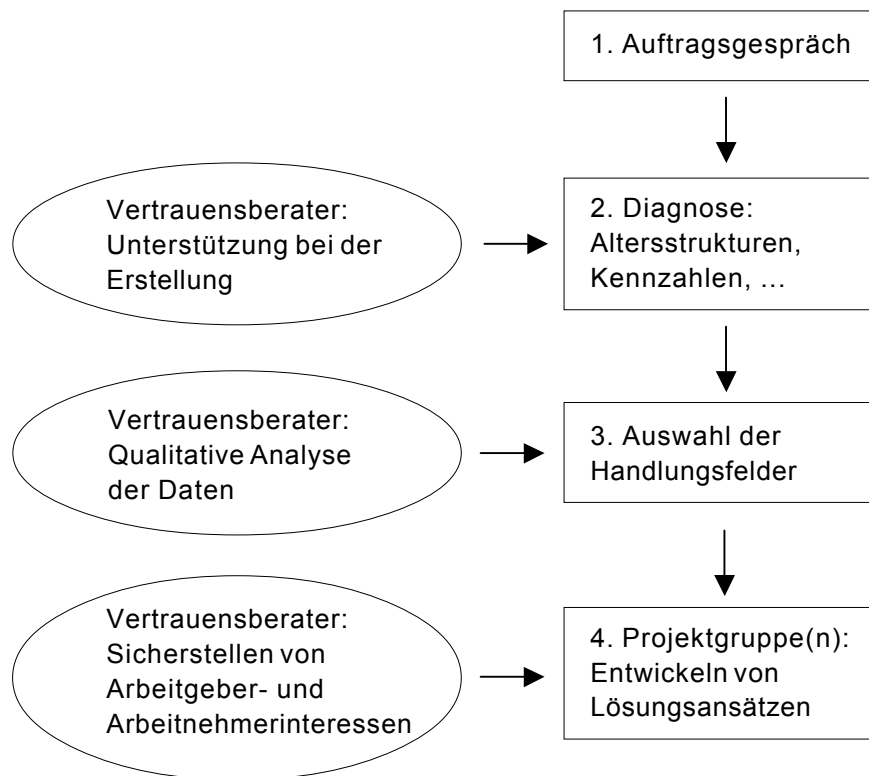 1. Auftragsgespräch
Vertrauensberater:
Unterstützung bei der
Erstellung
2. Diagnose:
Altersstrukturen,
Kennzahlen, ...
Vertrauensberater:
Qualitative Analyse
der Daten
3. Auswahl der
Handlungsfelder
Vertrauensberater:
Sicherstellen von
Arbeitgeber- und
Arbeitnehmerinteressen
4. Projektgruppe(n):
Entwickeln von
Lösungsansätzen